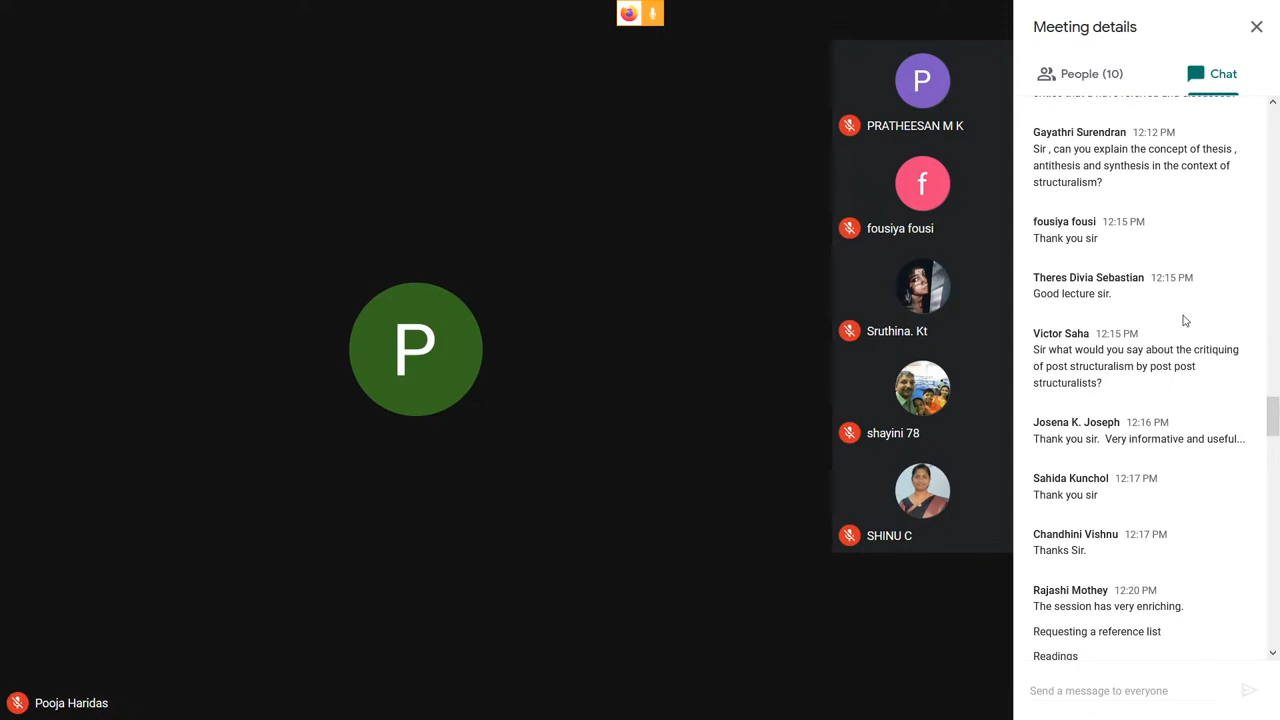 P
P
PRATHEESAN M K
f
fousiya fousi
Sruthina. Kt
shayini 78
SHINU C
Pooja Haridas
Meeting details
People (10)
Chat
Gayathri Surendran 12:12 PM
Sir , can you explain the concept of thesis ,
antithesis and synthesis in the context of
structuralism?
fousiya fousi 12:15 PM
Thank you sir
Theres Divia Sebastian 12:15 PM
Good lecture sir.
Victor Saha 12:15 PM
Sir what would you say about the critiquing
of post structuralism by post post
structuralists?
Josena K. Joseph 12:16 PM
Thank you sir.  Very informative and useful...
Sahida Kunchol 12:17 PM
Thank you sir
Chandhini Vishnu 12:17 PM
Thanks Sir.
Rajashi Mothey 12:20 PM
The session has very enriching.
Requesting a reference list
Readings
Send a message to everyone